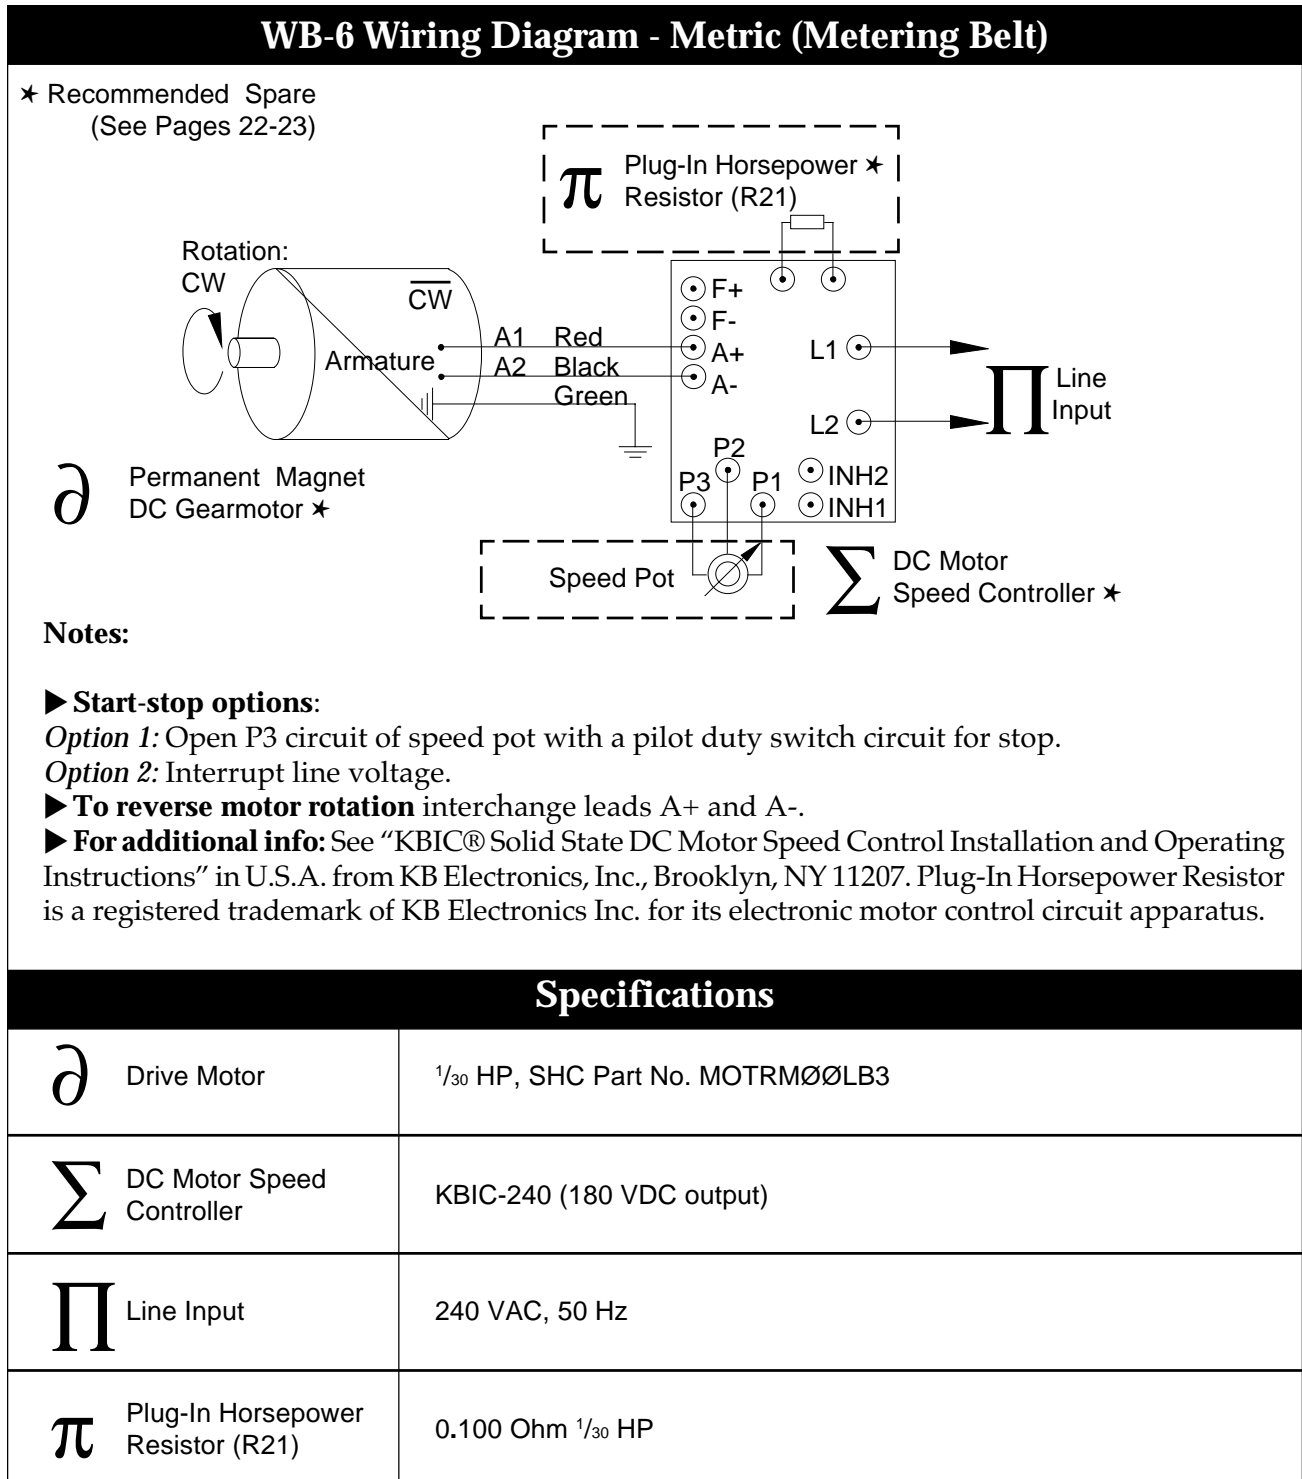 WB-6 Wiring Diagram - Metric (Metering Belt)
✶ Recommended Spare
(See Pages 22-23)
π Plug-In Horsepower ✶
Resistor (R21)
Rotation:
CW
C̅W̅
Armature
A1 Red
A2 Black
Green
F+
F-
A+
A-
L1
L2
∏ Line
Input
P2
P3
P1
INH2
INH1
∂ Permanent Magnet
DC Gearmotor ✶
Speed Pot
∑ DC Motor
Speed Controller ✶
Notes:
▶ Start-stop options:
Option 1: Open P3 circuit of speed pot with a pilot duty switch circuit for stop.
Option 2: Interrupt line voltage.
▶ To reverse motor rotation interchange leads A+ and A-.
▶ For additional info: See “KBIC® Solid State DC Motor Speed Control Installation and Operating
Instructions” in U.S.A. from KB Electronics, Inc., Brooklyn, NY 11207. Plug-In Horsepower Resistor
is a registered trademark of KB Electronics Inc. for its electronic motor control circuit apparatus.
Specifications
∂ Drive Motor 1/30 HP, SHC Part No. MOTRMØØLB3
∑ DC Motor Speed
Controller
KBIC-240 (180 VDC output)
∏ Line Input 240 VAC, 50 Hz
π Plug-In Horsepower
Resistor (R21)
0.100 Ohm 1/30 HP